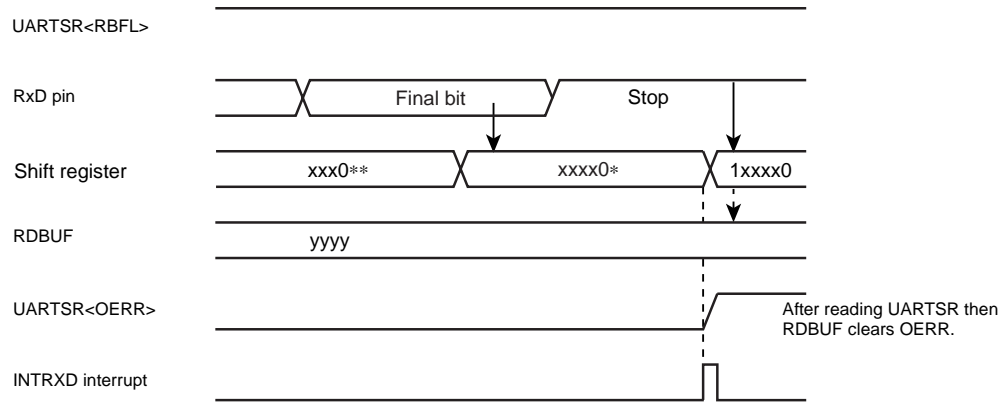 UARTSR<RBFL>
RxD pin
Final bit
Stop
Shift register
xxx0**
xxxx0*
1xxxx0
RDBUF
yyyy
UARTSR<OERR>
After reading UARTSR then
RDBUF clears OERR.
INTRXD interrupt